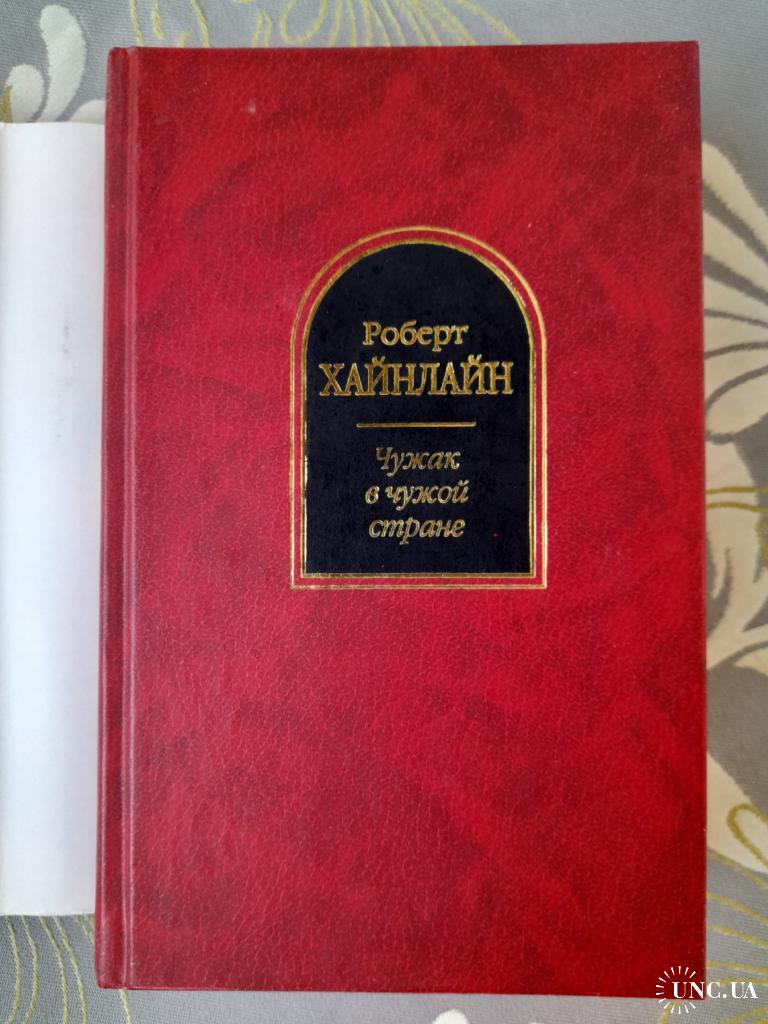 Роберт
ХАЙНЛАЙН
Чужак
в чужой
стране
UNC.UA